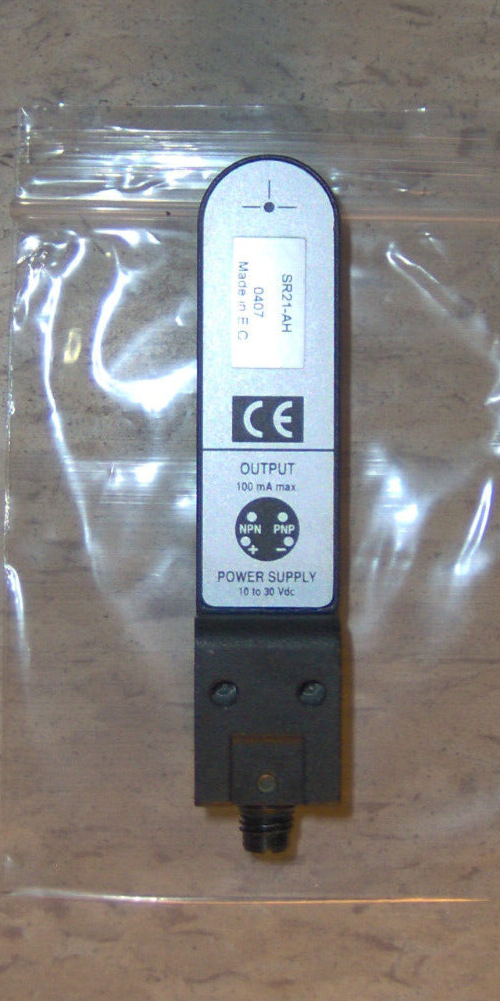 SR21-AH
0407
Made in E C
CE
OUTPUT
100 mA max
NPN PNP
+ -
POWER SUPPLY
10 to 30 Vdc